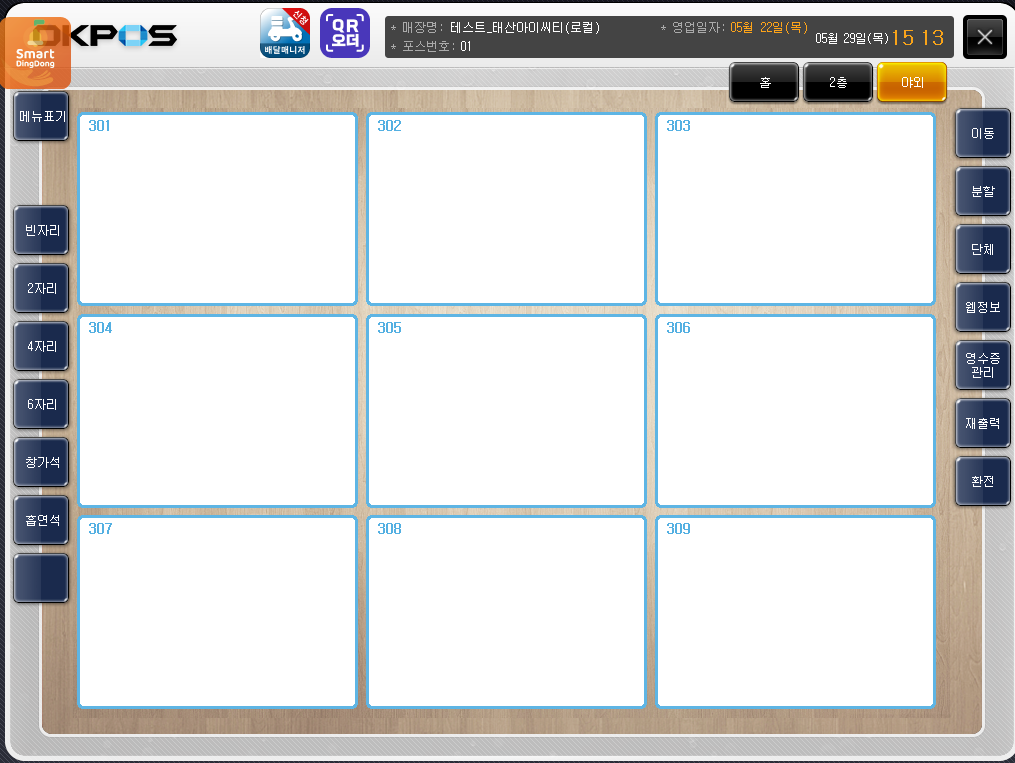 OKPOS
Smart
DingDong
신청
배달매니저
QR
오더
* 매장명: 테스트_태산아이씨티(로컬)
* 영업일자: 05월 22일(목)
* 포스번호: 01
05월 29일(목) 15 13
홀
2층
야외
메뉴표기
빈자리
2자리
4자리
6자리
창가석
흡연석
301
302
303
304
305
306
307
308
309
이동
분할
단체
웹정보
영수증
관리
재출력
환전